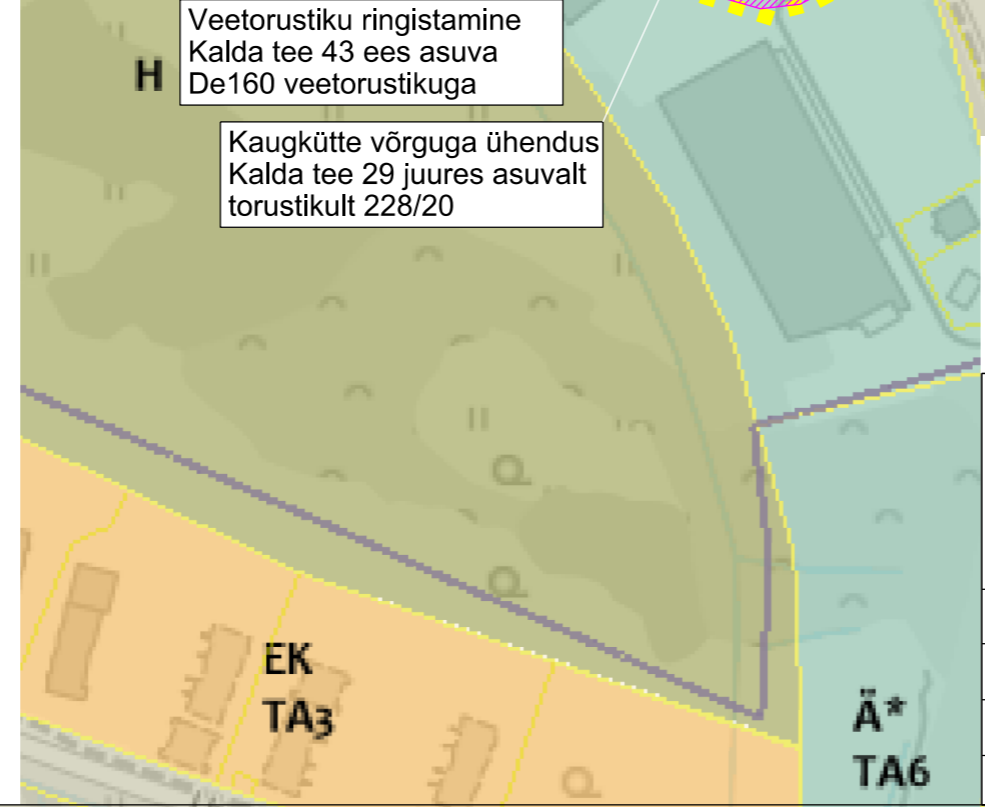 Veetorustiku ringistamine
Kalda tee 43 ees asuva
De160 veetorustikuga
H
Kaugkütte võrguga ühendus
Kalda tee 29 juures asuvalt
torustikult 228/20
EK
TA3
Ä*
TA6